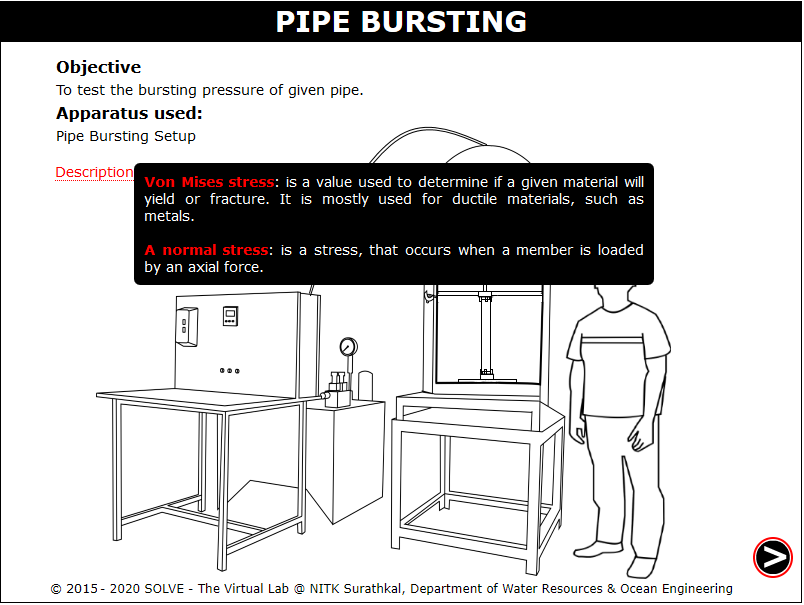 PIPE BURSTING
Objective
To test the bursting pressure of given pipe.
Apparatus used:
Pipe Bursting Setup
Description
Von Mises stress: is a value used to determine if a given material will
yield or fracture. It is mostly used for ductile materials, such as
metals.
A normal stress: is a stress, that occurs when a member is loaded
by an axial force.
© 2015 - 2020 SOLVE - The Virtual Lab @ NITK Surathkal, Department of Water Resources & Ocean Engineering